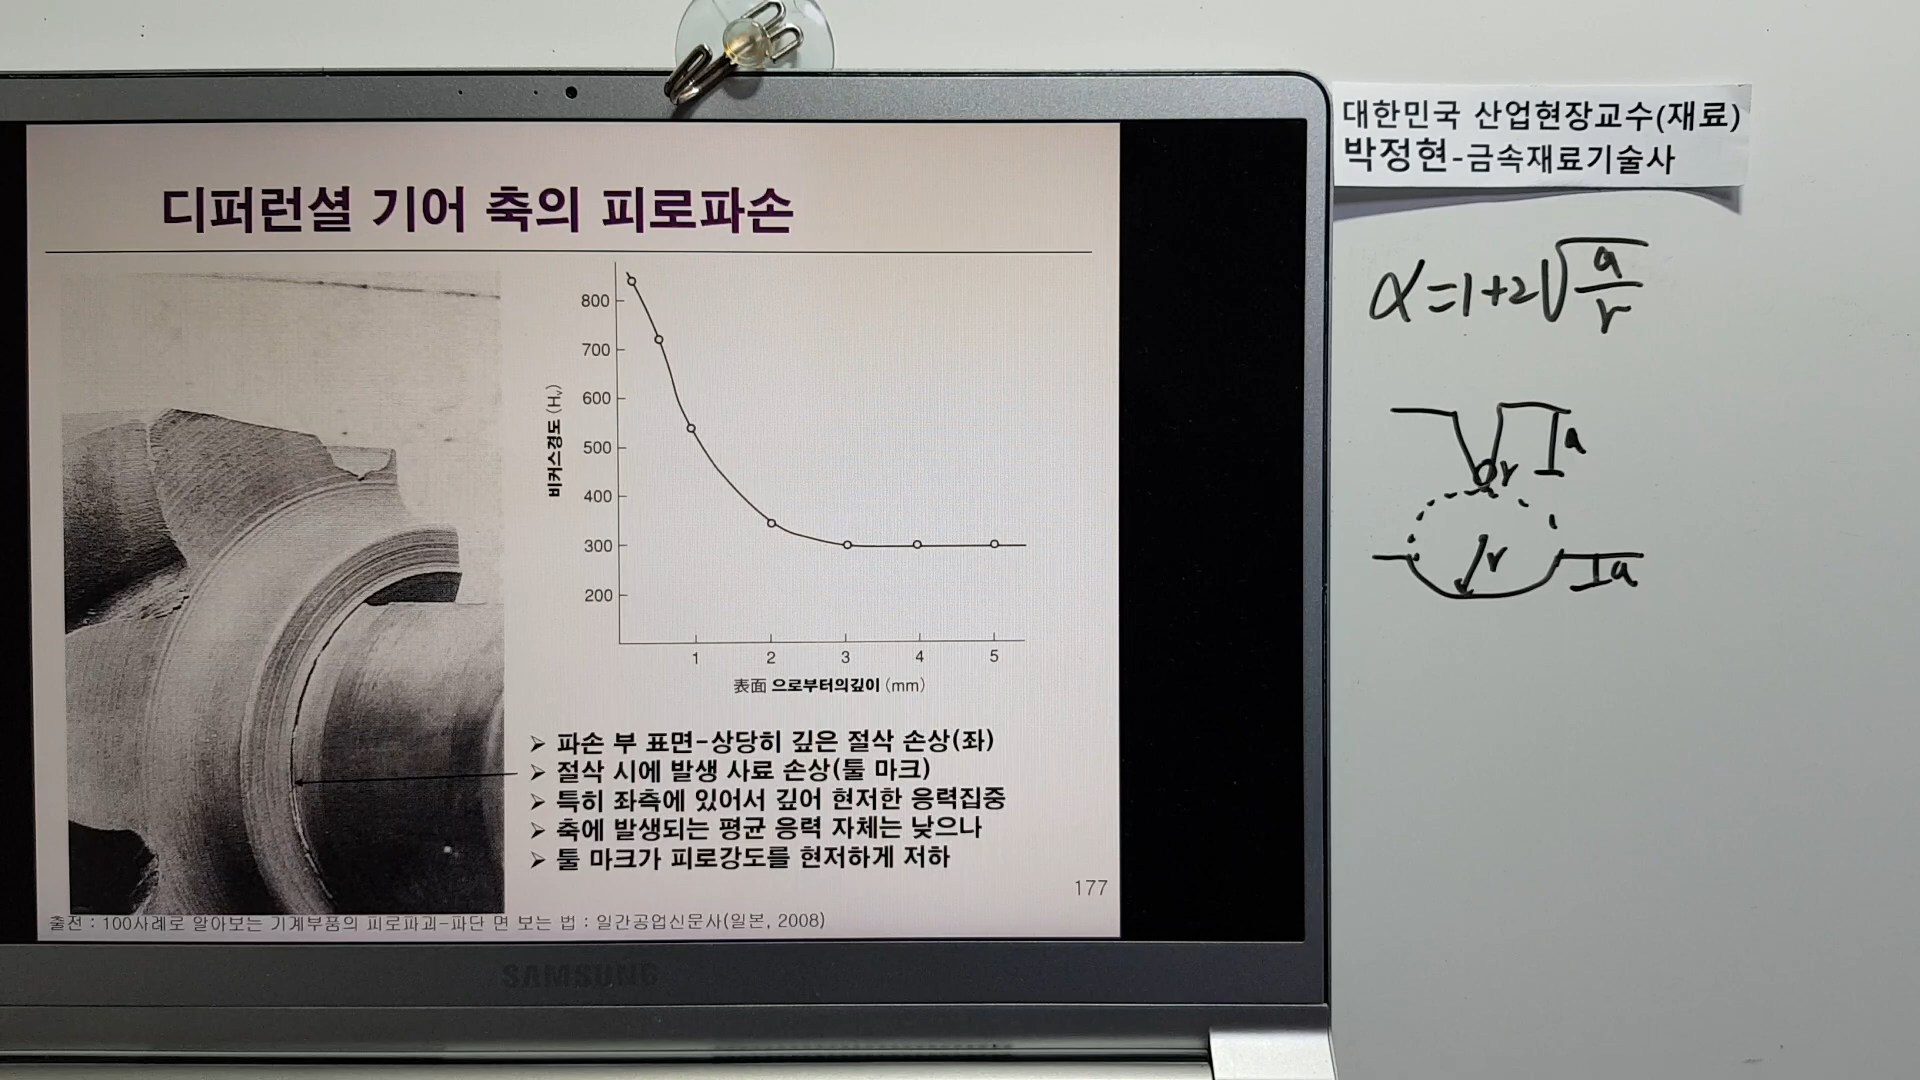 대한민국 산업현장교수(재료)
박정현-금속재료기술사
디퍼런셜 기어 축의 피로파손
800
700
600
500
400
300
200
비커스경도 (Hv)
1 2 3 4 5
表面 으로부터의깊이 (mm)
➢ 파손 부 표면-상당히 깊은 절삭 손상(좌)
➢ 절삭 시에 발생 사료 손상(툴 마크)
➢ 특히 좌측에 있어서 깊어 현저한 응력집중
➢ 축에 발생되는 평균 응력 자체는 낮으나
➢ 툴 마크가 피로강도를 현저하게 저하
177
출전 : 100사례로 알아보는 기계부품의 피로파괴-파단 면 보는 법 : 일간공업신문사(일본, 2008)
SAMSUNG
α=1+2√(a/r)
a
r
r
a